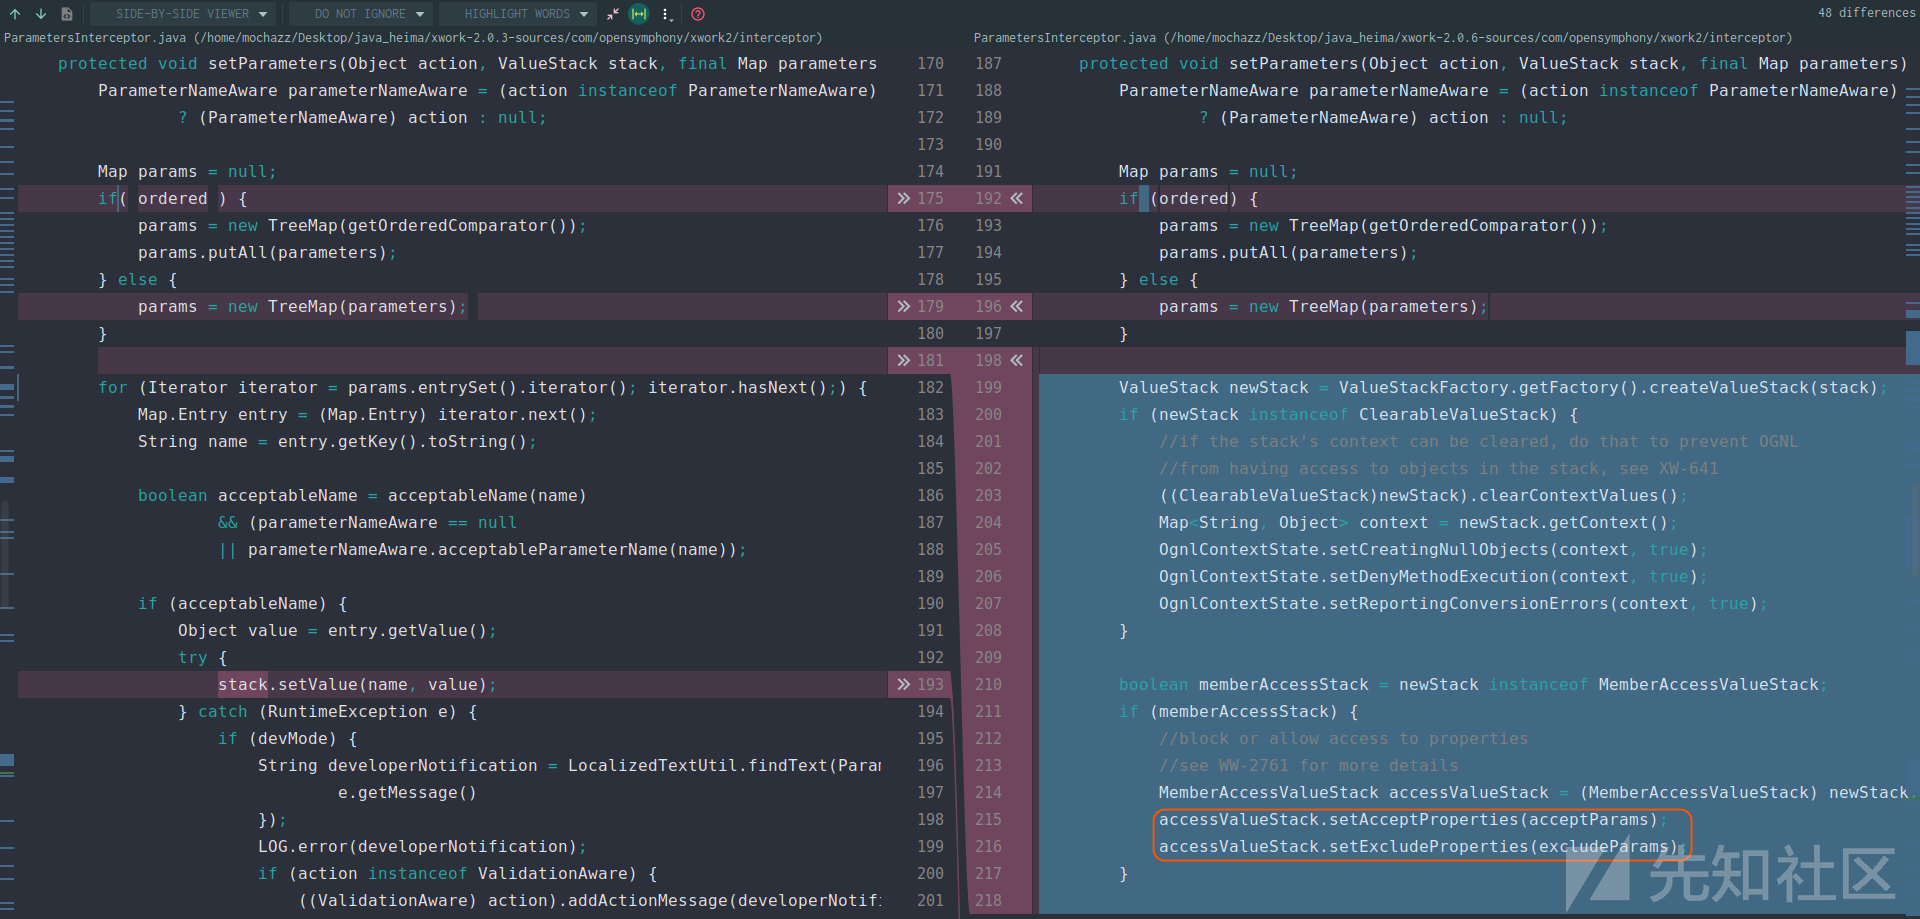 SIDE-BY-SIDE VIEWER DO NOT IGNORE HIGHLIGHT WORDS 48 differences
ParametersInterceptor.java (/home/mochazz/Desktop/java_heima/xwork-2.0.3-sources/com/opensymphony/xwork2/interceptor)
protected void setParameters(Object action, ValueStack stack, final Map parameters 170
ParameterNameAware parameterNameAware = (action instanceof ParameterNameAware) 171
? (ParameterNameAware) action : null; 172
173
Map params = null; 174
if( ordered ) { 175
params = new TreeMap(getOrderedComparator()); 176
params.putAll(parameters); 177
} else { 178
params = new TreeMap(parameters); 179
} 180
181
for (Iterator iterator = params.entrySet().iterator(); iterator.hasNext();) { 182
Map.Entry entry = (Map.Entry) iterator.next(); 183
String name = entry.getKey().toString(); 184
185
boolean acceptableName = acceptableName(name) 186
&& (parameterNameAware == null 187
|| parameterNameAware.acceptableParameterName(name)); 188
189
if (acceptableName) { 190
Object value = entry.getValue(); 191
try { 192
stack.setValue(name, value); 193
} catch (RuntimeException e) { 194
if (devMode) { 195
String developerNotification = LocalizedTextUtil.findText(Para 196
e.getMessage() 197
}); 198
LOG.error(developerNotification); 199
if (action instanceof ValidationAware) { 200
((ValidationAware) action).addActionMessage(developerNotif 201
ParametersInterceptor.java (/home/mochazz/Desktop/java_heima/xwork-2.0.6-sources/com/opensymphony/xwork2/interceptor)
187 protected void setParameters(Object action, ValueStack stack, final Map parameters)
188 ParameterNameAware parameterNameAware = (action instanceof ParameterNameAware)
189 ? (ParameterNameAware) action : null;
190
191 Map params = null;
192 if (ordered) {
193 params = new TreeMap(getOrderedComparator());
194 params.putAll(parameters);
195 } else {
196 params = new TreeMap(parameters);
197 }
198
199 ValueStack newStack = ValueStackFactory.getFactory().createValueStack(stack);
200 if (newStack instanceof ClearableValueStack) {
201 //if the stack's context can be cleared, do that to prevent OGNL
202 //from having access to objects in the stack, see XW-641
203 ((ClearableValueStack)newStack).clearContextValues();
204 Map<String, Object> context = newStack.getContext();
205 OgnlContextState.setCreatingNullObjects(context, true);
206 OgnlContextState.setDenyMethodExecution(context, true);
207 OgnlContextState.setReportingConversionErrors(context, true);
208 }
209
210 boolean memberAccessStack = newStack instanceof MemberAccessValueStack;
211 if (memberAccessStack) {
212 //block or allow access to properties
213 //see WW-2761 for more details
214 MemberAccessValueStack accessValueStack = (MemberAccessValueStack) newStack.
215 accessValueStack.setAcceptProperties(acceptParams);
216 accessValueStack.setExcludeProperties(excludeParams);
217 }
218
先知社区